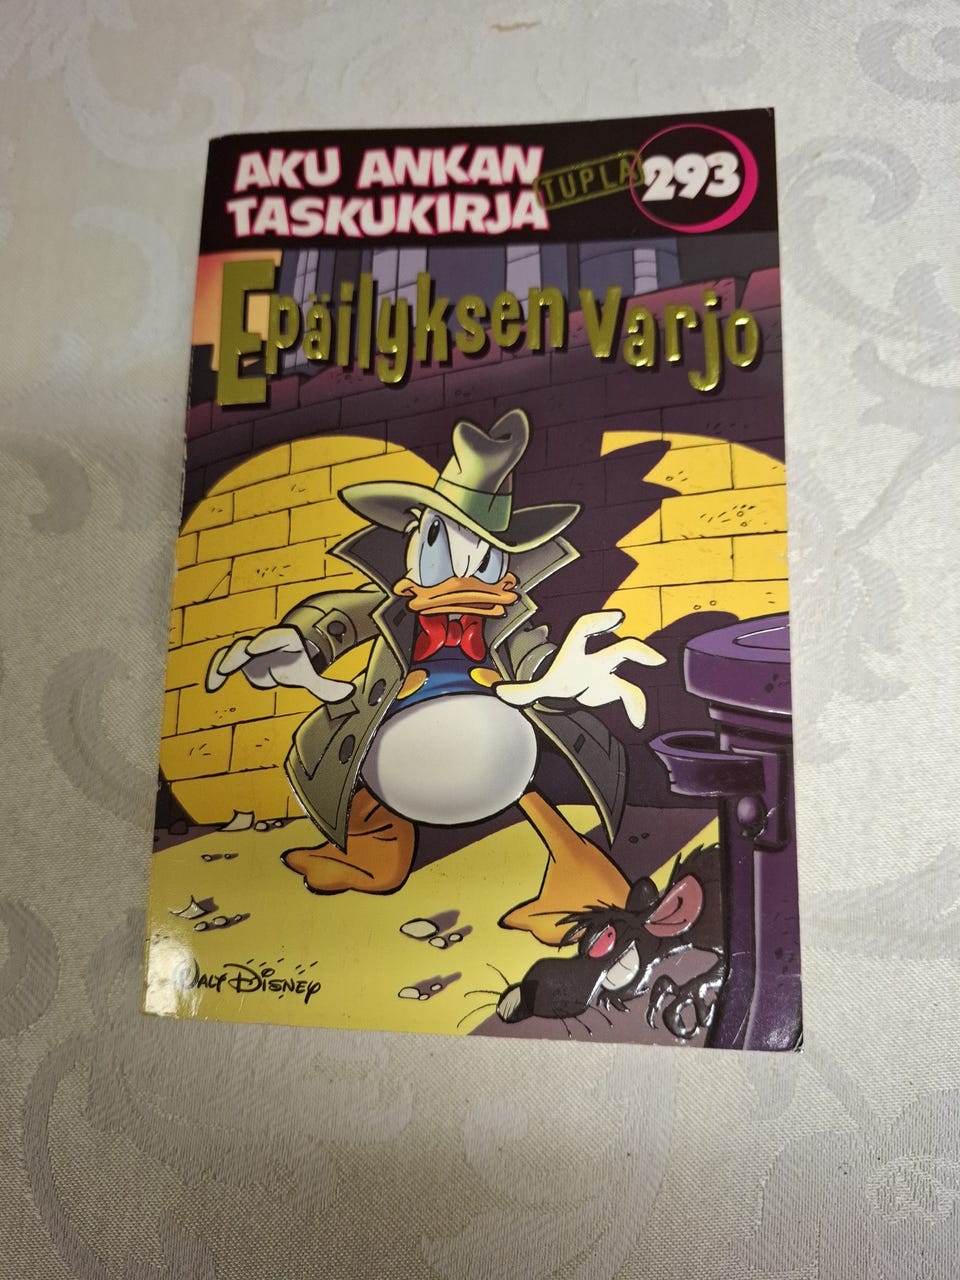 AKU ANKAN
TASKUKIRJA
TUPLA
293
Epäilyksen varjo
WALT DISNEY